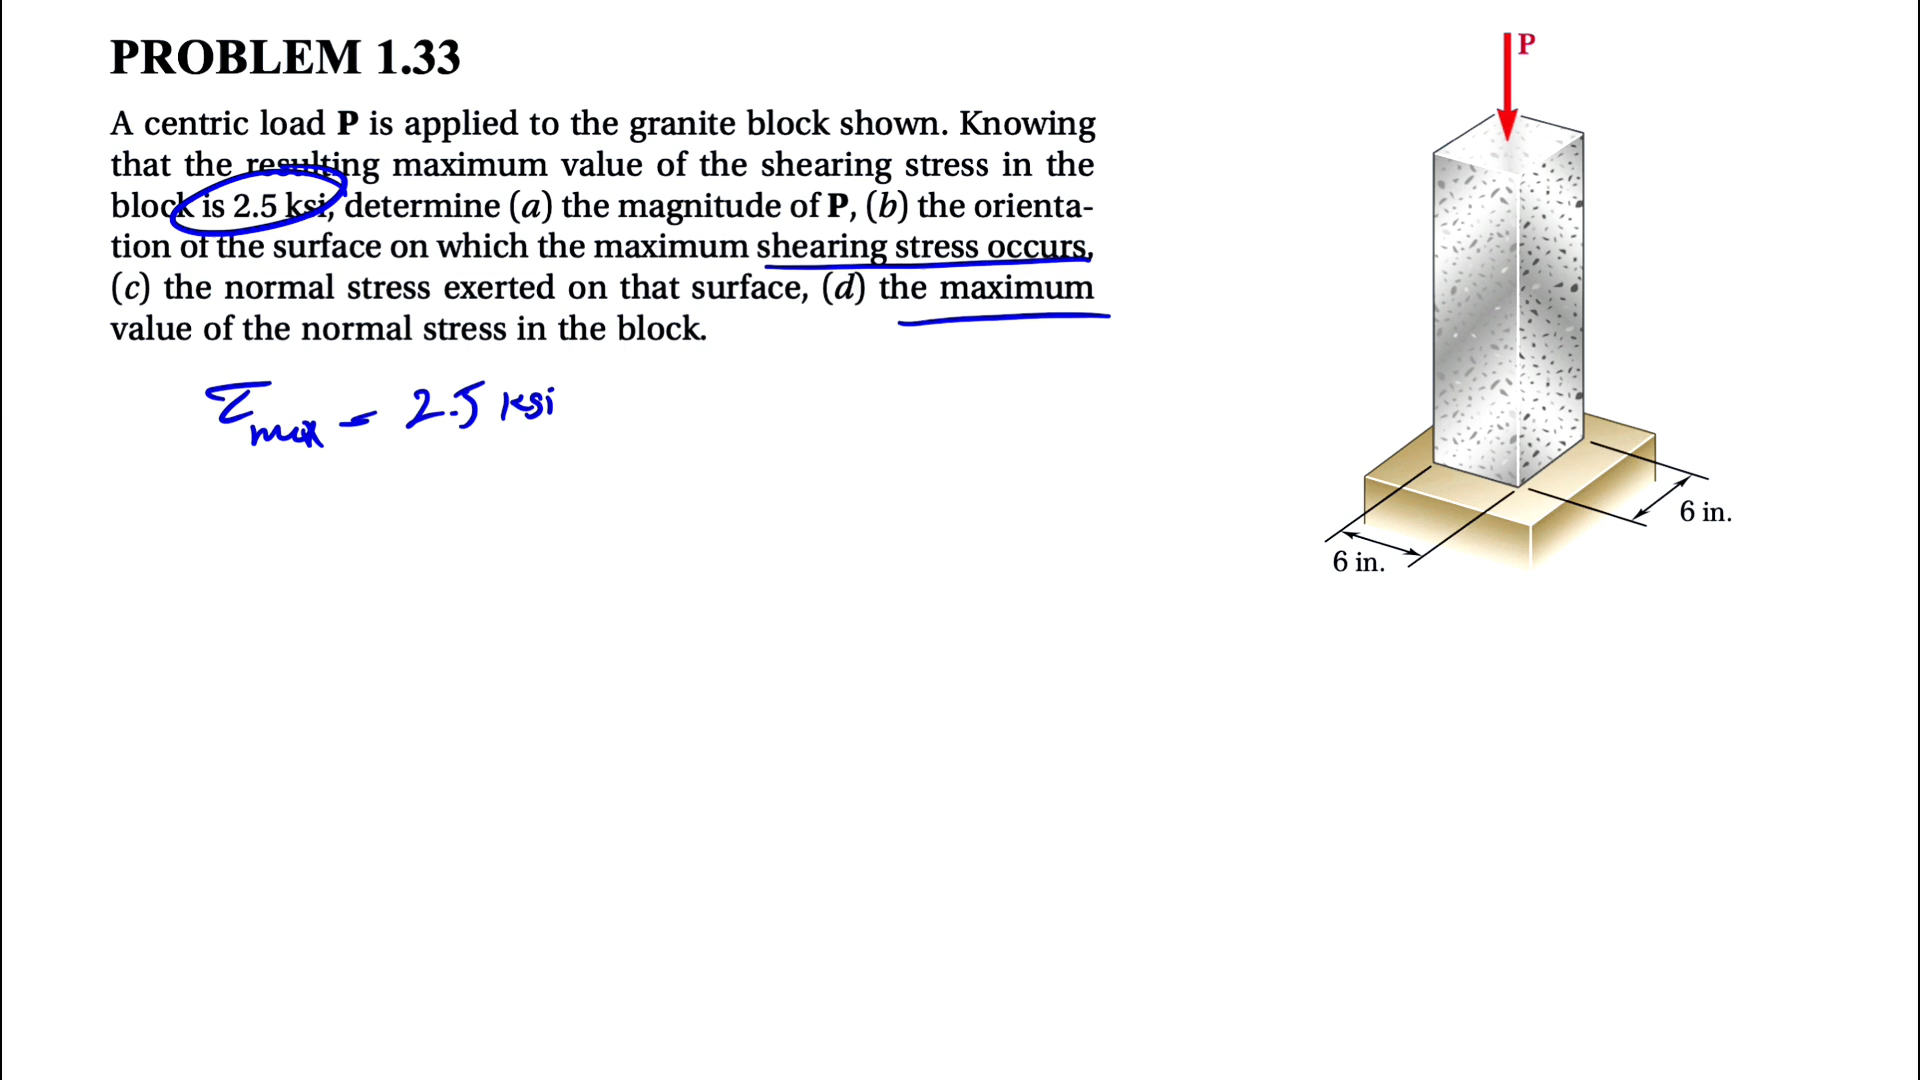 PROBLEM 1.33
A centric load P is applied to the granite block shown. Knowing
that the resulting maximum value of the shearing stress in the
block is 2.5 ksi, determine (a) the magnitude of P, (b) the orienta-
tion of the surface on which the maximum shearing stress occurs,
(c) the normal stress exerted on that surface, (d) the maximum
value of the normal stress in the block.
τmax = 2.5 ksi
P
6 in.
6 in.